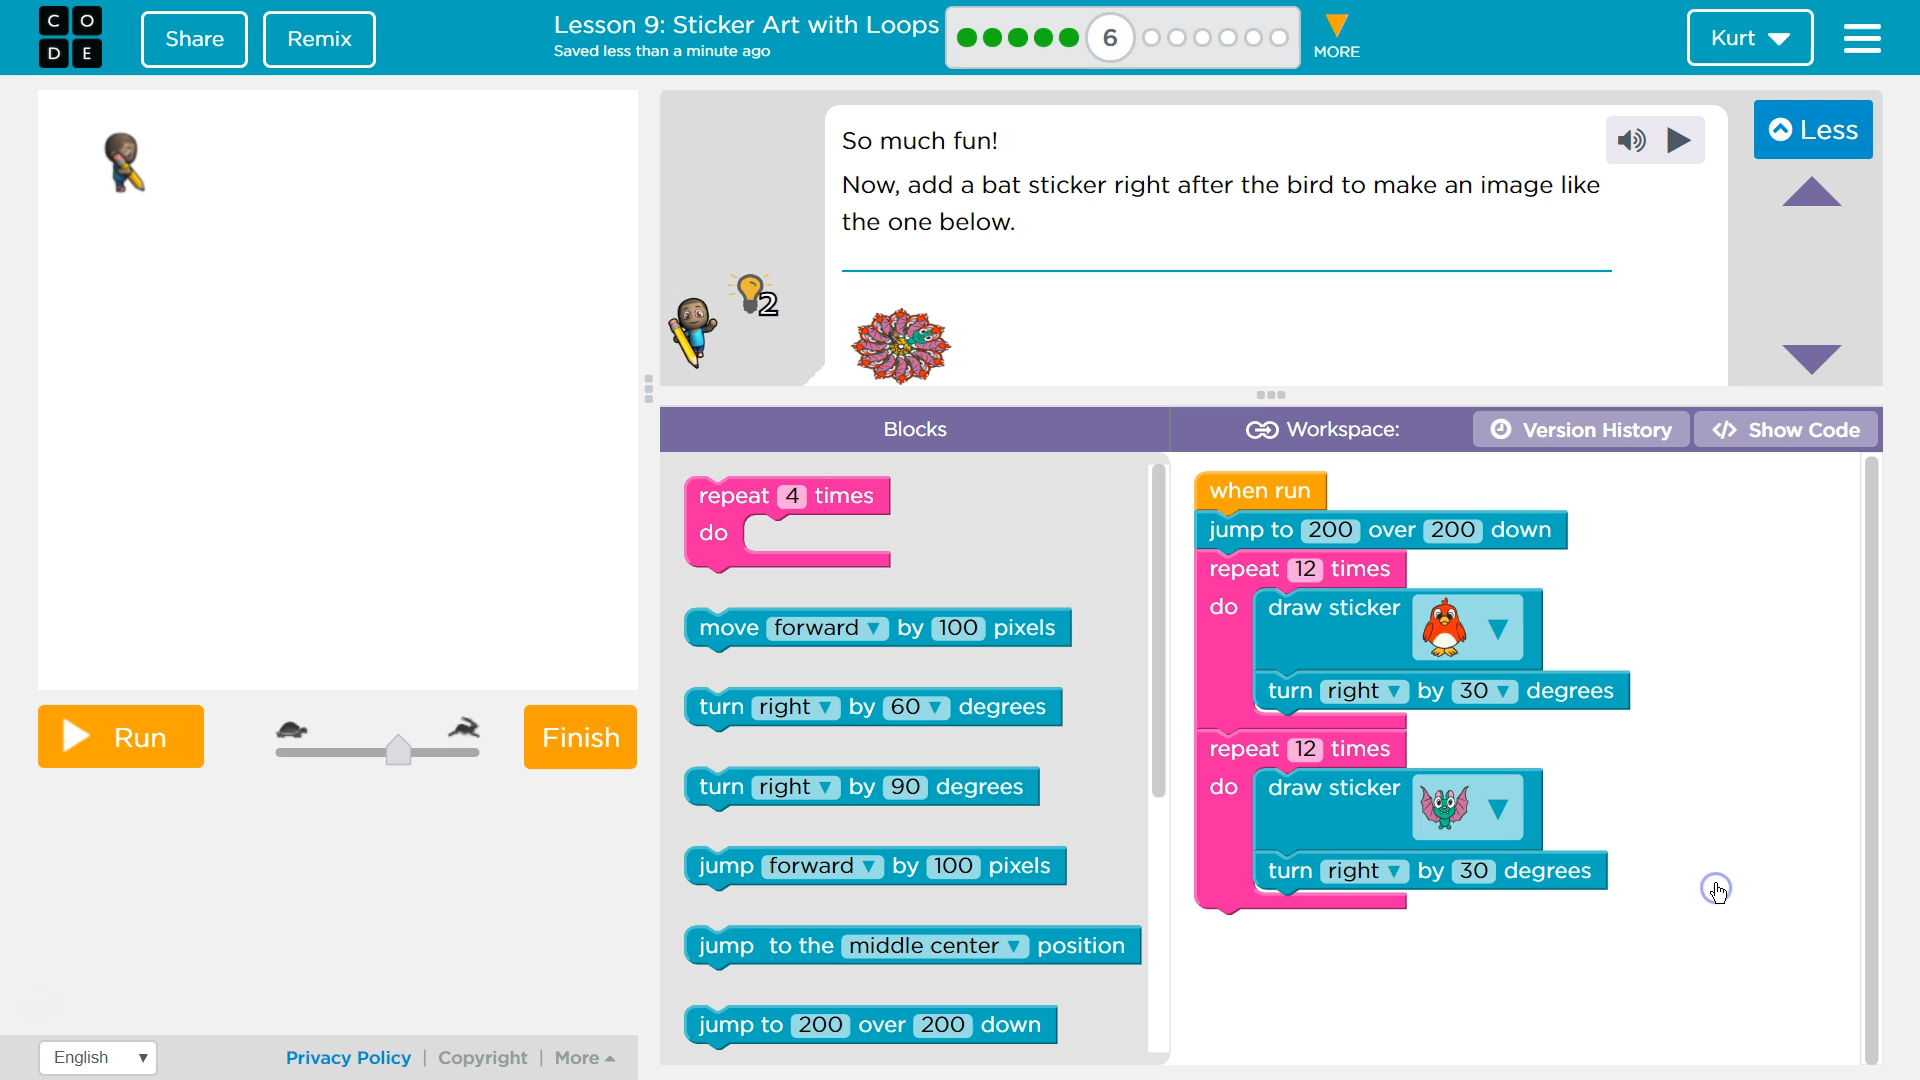 C O
D E
Share
Remix
Lesson 9: Sticker Art with Loops
Saved less than a minute ago
6
MORE
Kurt
So much fun!
Now, add a bat sticker right after the bird to make an image like
the one below.
Less
2
Blocks
Workspace:
Version History
</> Show Code
repeat 4 times
do
move forward by 100 pixels
turn right by 60 degrees
turn right by 90 degrees
jump forward by 100 pixels
jump to the middle center position
jump to 200 over 200 down
when run
jump to 200 over 200 down
repeat 12 times
do draw sticker
turn right by 30 degrees
repeat 12 times
do draw sticker
turn right by 30 degrees
Run
Finish
English
Privacy Policy | Copyright | More